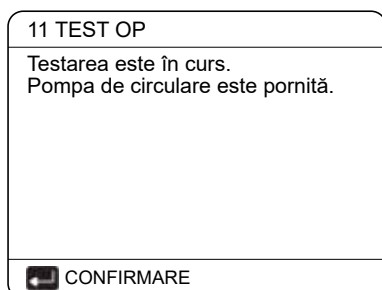 11 TEST OP
Testarea este în curs.
Pompa de circulare este pornită.
CONFIRMARE